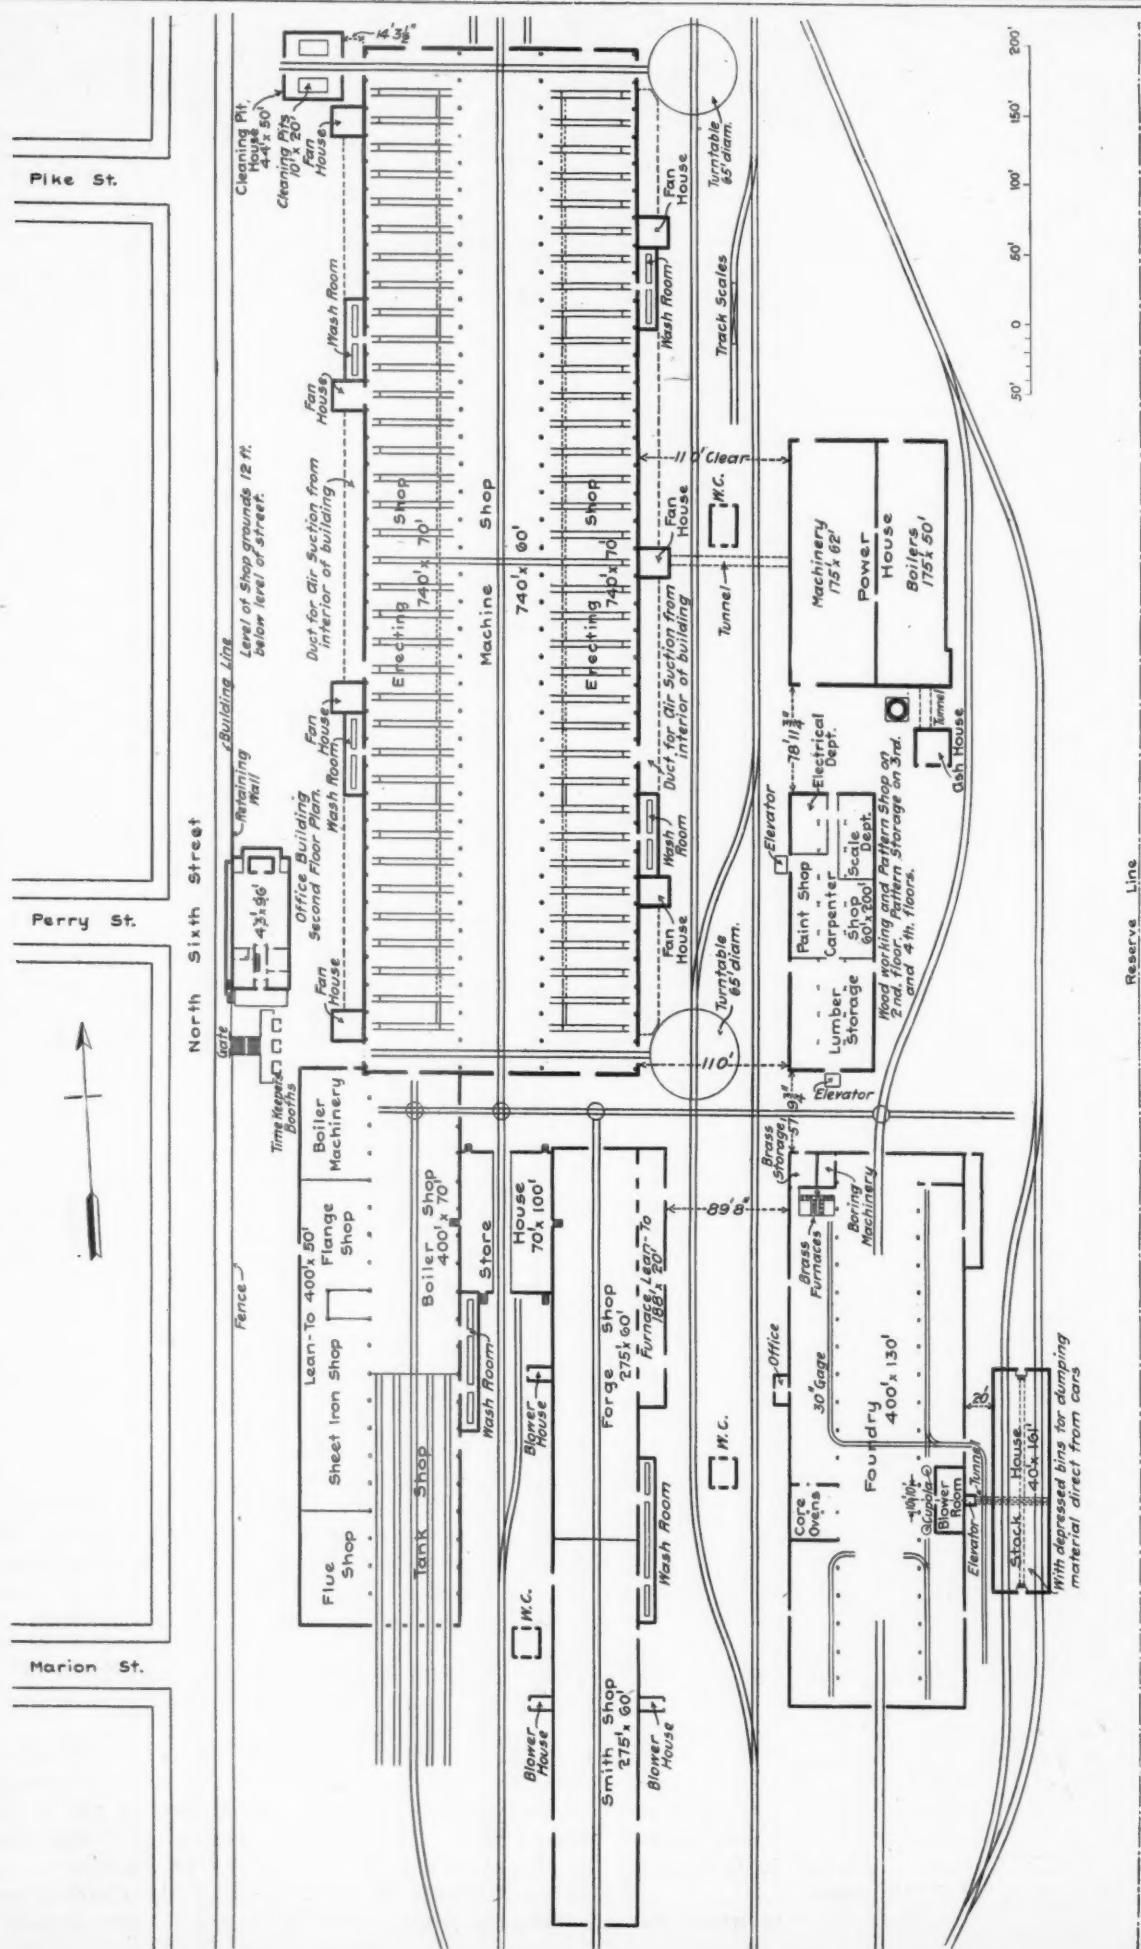 Pike St.
Perry St.
Marion St.
North Sixth Street
Cleaning Pit
House
44' x 50'
Cleaning Pits
10' x 20'
Fan
House
14' 3½"
Wash Room
Fan
House
Level of Shop grounds 12 ft.
below level of street.
Duct for Air Suction from
interior of building
Building Line
Retaining
Wall
Fan
House
Wash Room
Office Building
Second Floor Plan.
43' x 96'
Fan
House
Gate
Time Keepers
Booths
Fence
Erecting Shop
740' x 70'
Machine Shop
740' x 60'
Erecting Shop
740' x 70'
Turntable
65' diam.
Fan
House
Wash Room
Track Scales
110' Clear
Fan
House
W.C.
Tunnel
Duct for Air Suction from
interior of building
Wash
Room
Fan
House
Turntable
65' diam.
110'
200'
150'
100'
50'
0
50'
Machinery
175' x 62'
Power
House
Boilers
175' x 50'
Tunnel
Ash House
78' 11¾"
Electrical
Dept.
Elevator
Paint Shop
Carpenter
Shop
60' x 200'
Scale Dept.
Lumber
Storage
Wood working and Pattern Shop on
2nd. floor, Pattern Storage on 3rd.
and 4th. floors.
Elevator
57' 9¾"
Boiler
Machinery
Lean-To 400' x 50'
Flange
Shop
Sheet Iron Shop
Flue
Shop
Boiler Shop
400' x 70'
Tank Shop
Store
House
70' x 100'
Wash Room
Blower
House
Forge Shop
275' x 60'
Furnace Lean-To
188' x 20'
89' 8"
W.C.
Wash Room
W.C.
Blower
House
Smith Shop
275' x 60'
Blower
House
Brass
Storage
Boring
Machinery
Brass
Furnaces
Office
30" Gage
Foundry
400' x 130'
Core
Ovens
Cupola
Blower
Room
Elevator
Tunnel
20'
Stock House
40' x 161'
With depressed bins for dumping
material direct from cars
Reserve Line